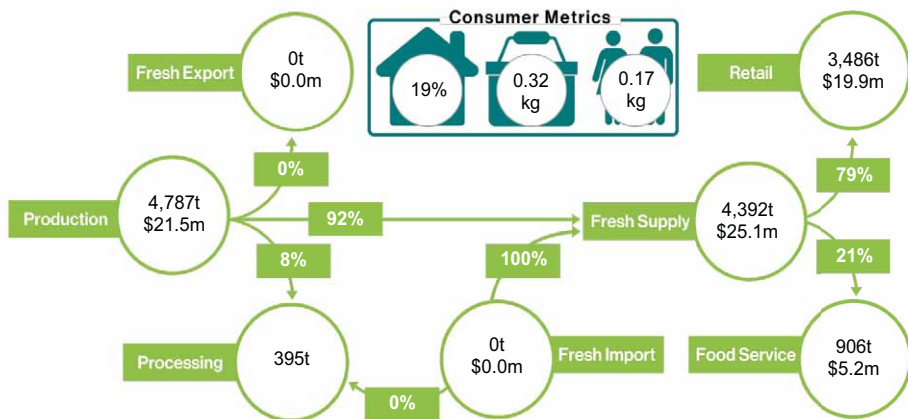 Consumer Metrics
Fresh Export
0t
$0.0m
19%
0.32
kg
0.17
kg
Retail
3,486t
$19.9m
0%
79%
Production
4,787t
$21.5m
92%
Fresh Supply
4,392t
$25.1m
8%
100%
21%
Processing
395t
0t
$0.0m
Fresh Import
Food Service
906t
$5.2m
0%